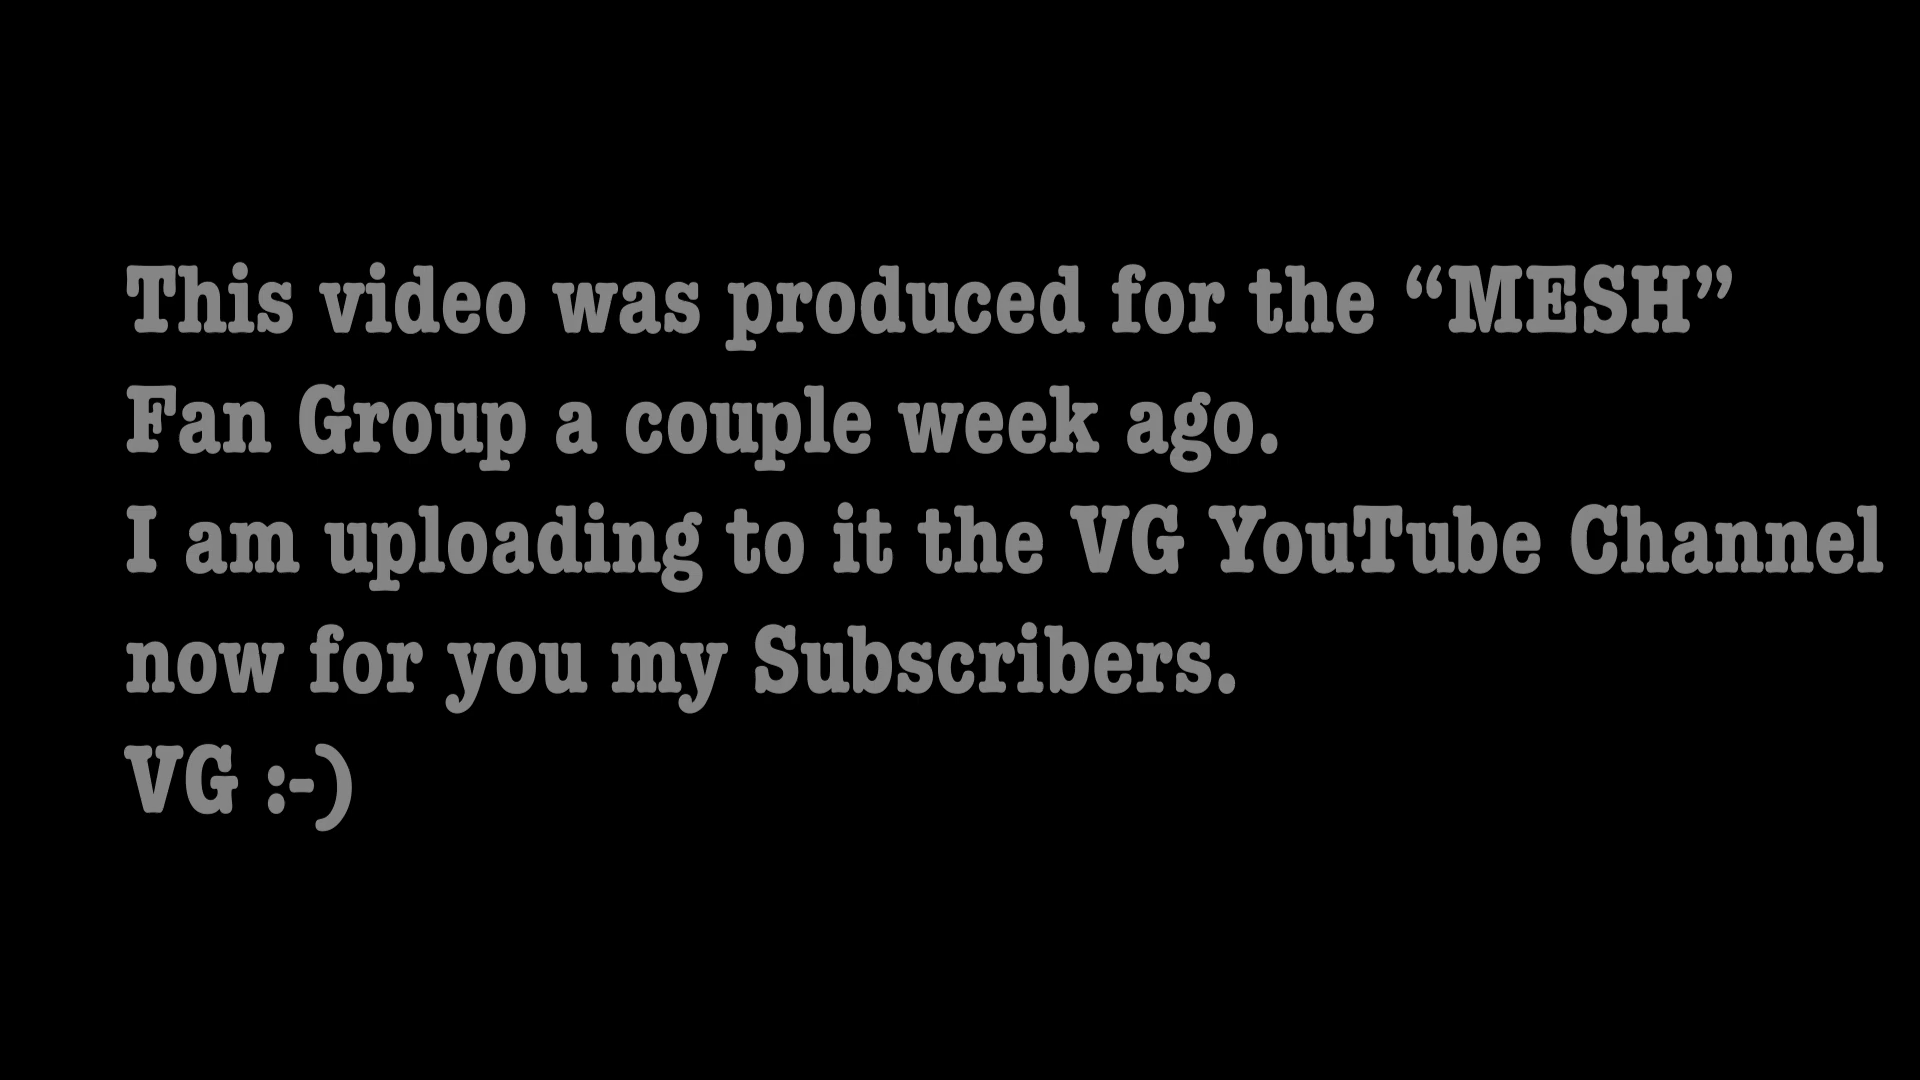 This video was produced for the “MESH”
Fan Group a couple week ago.
I am uploading to it the VG YouTube Channel
now for you my Subscribers.
VG :-)